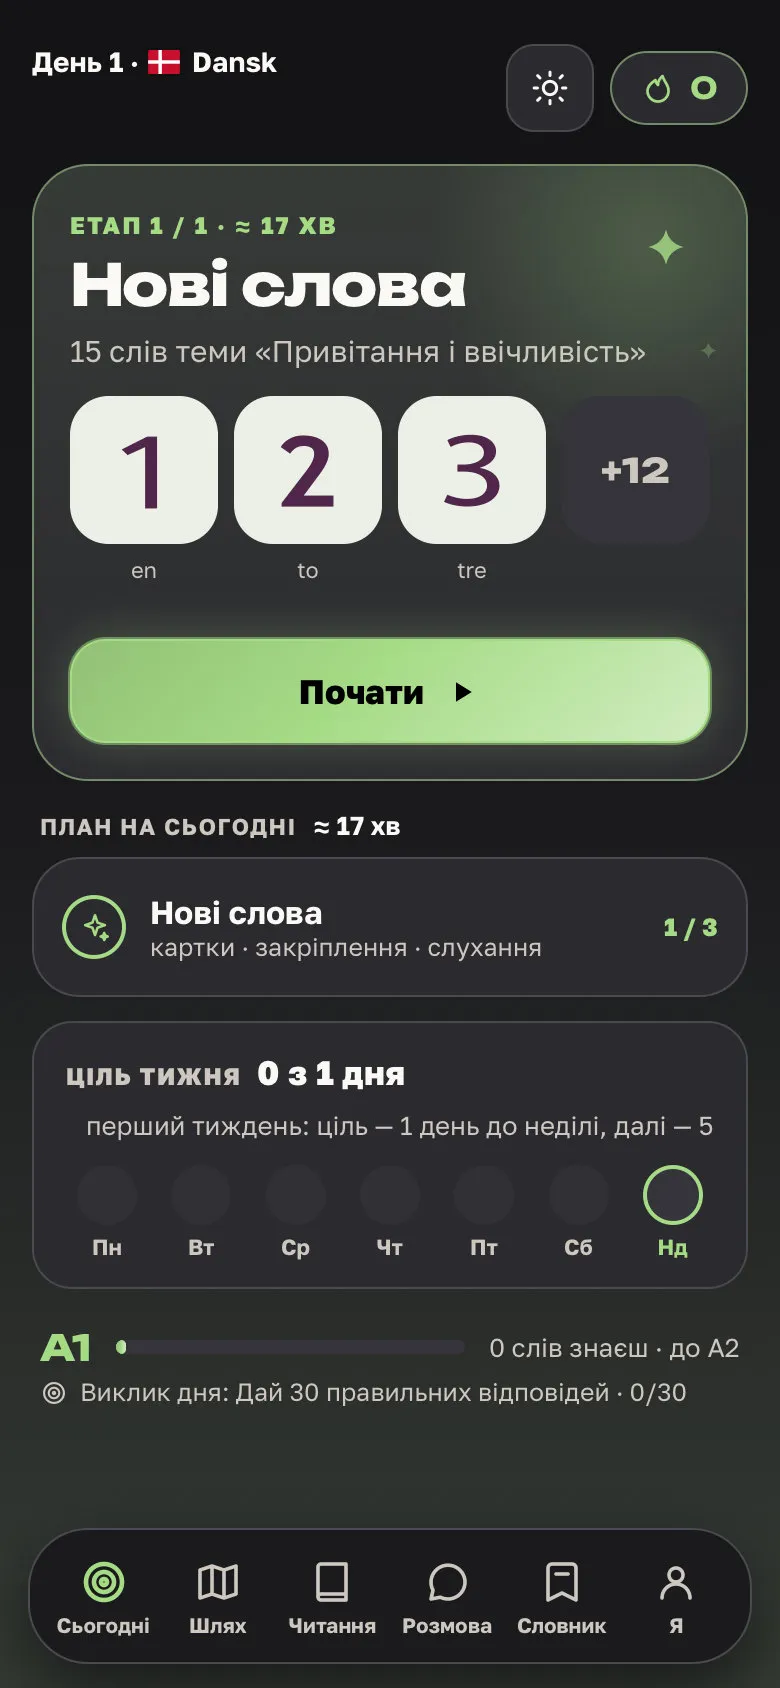 День 1 · Dansk
0
ЕТАП 1 / 1 · ≈ 17 ХВ
Нові слова
15 слів теми «Привітання і ввічливість»
1 2 3 +12
en to tre
Почати
ПЛАН НА СЬОГОДНІ ≈ 17 хв
Нові слова
картки · закріплення · слухання
1 / 3
ціль тижня 0 з 1 дня
перший тиждень: ціль — 1 день до неділі, далі — 5
Пн Вт Ср Чт Пт Сб Нд
A1 0 слів знаєш · до A2
Виклик дня: Дай 30 правильних відповідей · 0/30
Сьогодні Шлях Читання Розмова Словник Я